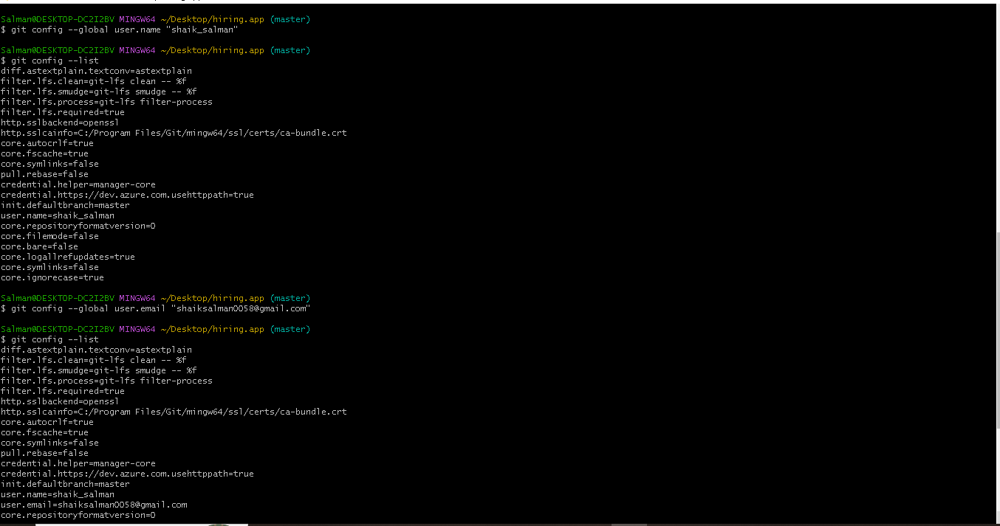 Salman@DESKTOP-DC2I2BV MINGW64 ~/Desktop/hiring.app (master)
$ git config --global user.name "shaik_salman"
Salman@DESKTOP-DC2I2BV MINGW64 ~/Desktop/hiring.app (master)
$ git config --list
diff.astextplain.textconv=astextplain
filter.lfs.clean=git-lfs clean -- %f
filter.lfs.smudge=git-lfs smudge -- %f
filter.lfs.process=git-lfs filter-process
filter.lfs.required=true
http.sslbackend=openssl
http.sslcainfo=C:/Program Files/Git/mingw64/ssl/certs/ca-bundle.crt
core.autocrlf=true
core.fscache=true
core.symlinks=false
pull.rebase=false
credential.helper=manager-core
credential.https://dev.azure.com.usehttppath=true
init.defaultbranch=master
user.name=shaik_salman
core.repositoryformatversion=0
core.filemode=false
core.bare=false
core.logallrefupdates=true
core.symlinks=false
core.ignorecase=true
Salman@DESKTOP-DC2I2BV MINGW64 ~/Desktop/hiring.app (master)
$ git config --global user.email "shaiksalman0058@gmail.com"
Salman@DESKTOP-DC2I2BV MINGW64 ~/Desktop/hiring.app (master)
$ git config --list
diff.astextplain.textconv=astextplain
filter.lfs.clean=git-lfs clean -- %f
filter.lfs.smudge=git-lfs smudge -- %f
filter.lfs.process=git-lfs filter-process
filter.lfs.required=true
http.sslbackend=openssl
http.sslcainfo=C:/Program Files/Git/mingw64/ssl/certs/ca-bundle.crt
core.autocrlf=true
core.fscache=true
core.symlinks=false
pull.rebase=false
credential.helper=manager-core
credential.https://dev.azure.com.usehttppath=true
init.defaultbranch=master
user.name=shaik_salman
user.email=shaiksalman0058@gmail.com
core.repositoryformatversion=0